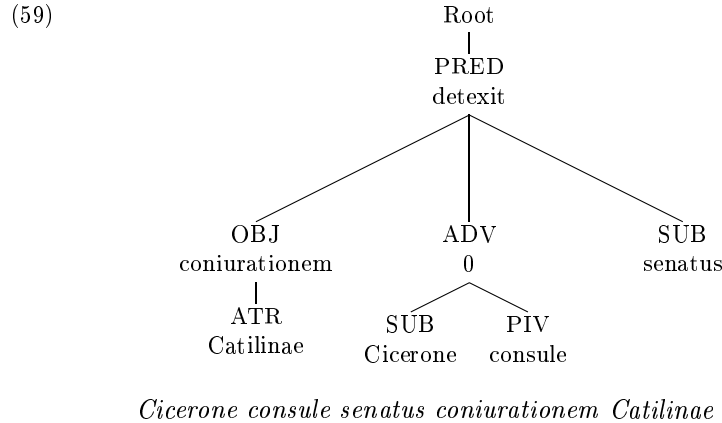 (59)
Root
PRED
detexit
OBJ ADV SUB
coniurationem 0 senatus
ATR SUB PIV
Catilinae Cicerone consule
Cicerone consule senatus coniurationem Catilinae